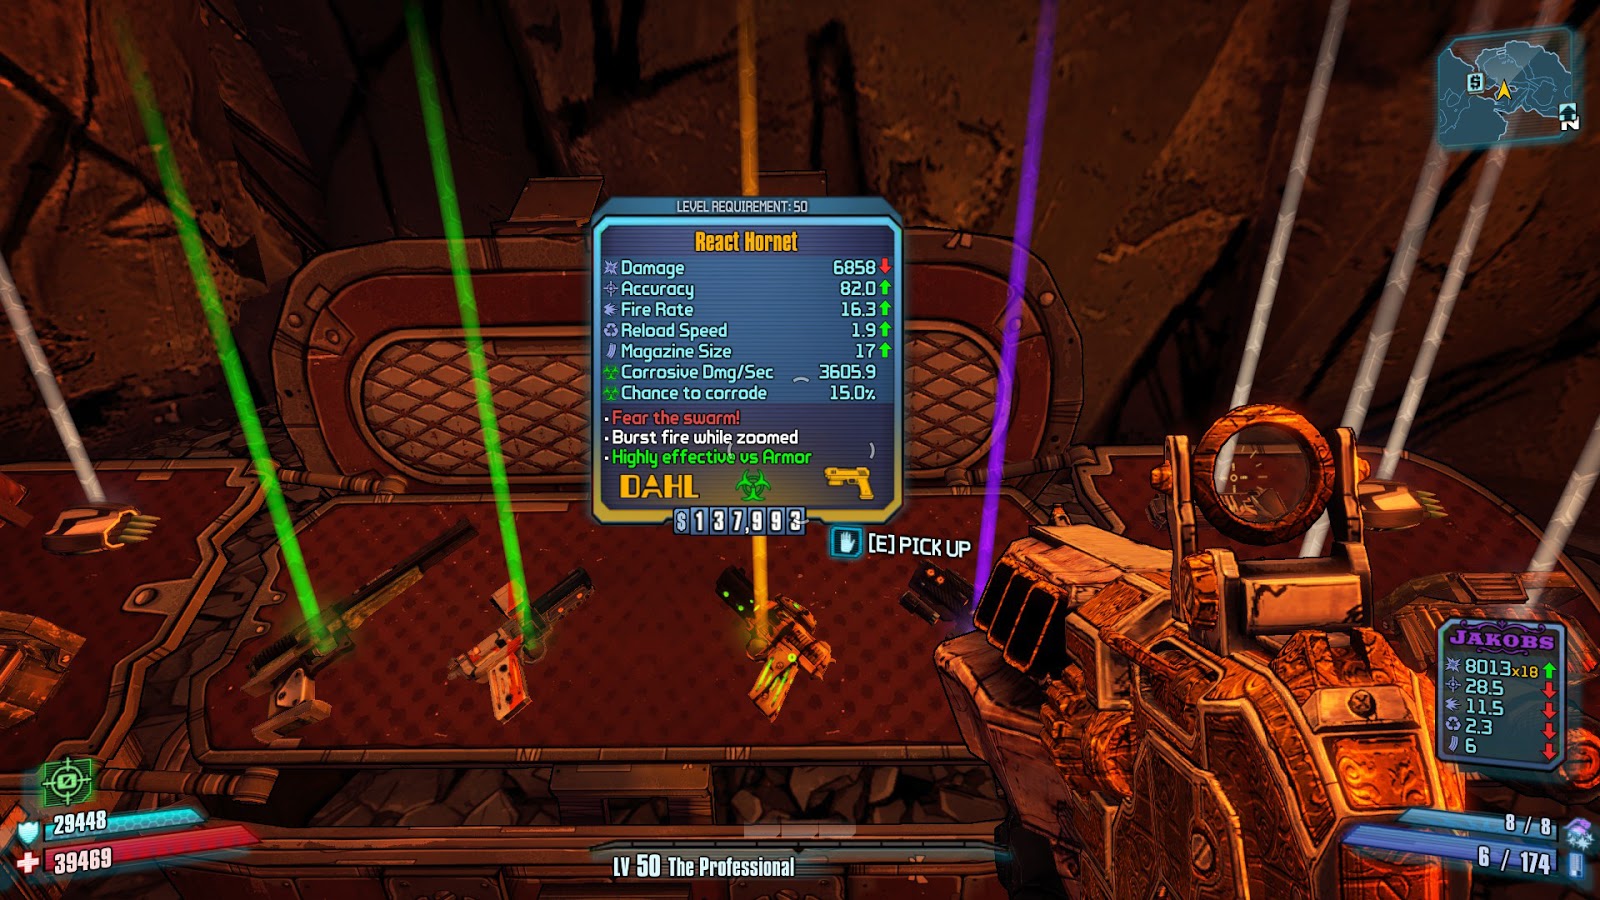 LEVEL REQUIREMENT: 50
React Hornet
Damage 6858
Accuracy 82.0
Fire Rate 16.3
Reload Speed 1.9
Magazine Size 17
Corrosive Dmg/Sec 3605.9
Chance to corrode 15.0%
• Fear the swarm!
• Burst fire while zoomed
• Highly effective vs Armor
DAHL
$137,993
[E] PICK UP
$
N
JAKOBS
8013x18
28.5
11.5
2.3
6
29448
39469
LV 50 The Professional
8 / 8
6 / 174